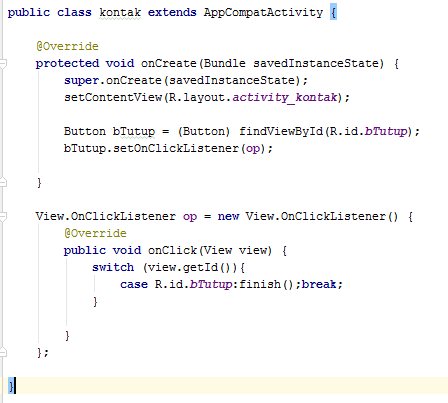 public class kontak extends AppCompatActivity {
@Override
protected void onCreate(Bundle savedInstanceState) {
super.onCreate(savedInstanceState);
setContentView(R.layout.activity_kontak);
Button bTutup = (Button) findViewById(R.id.bTutup);
bTutup.setOnClickListener(op);
}
View.OnClickListener op = new View.OnClickListener() {
@Override
public void onClick(View view) {
switch (view.getId()){
case R.id.bTutup:finish();break;
}
}
};
}